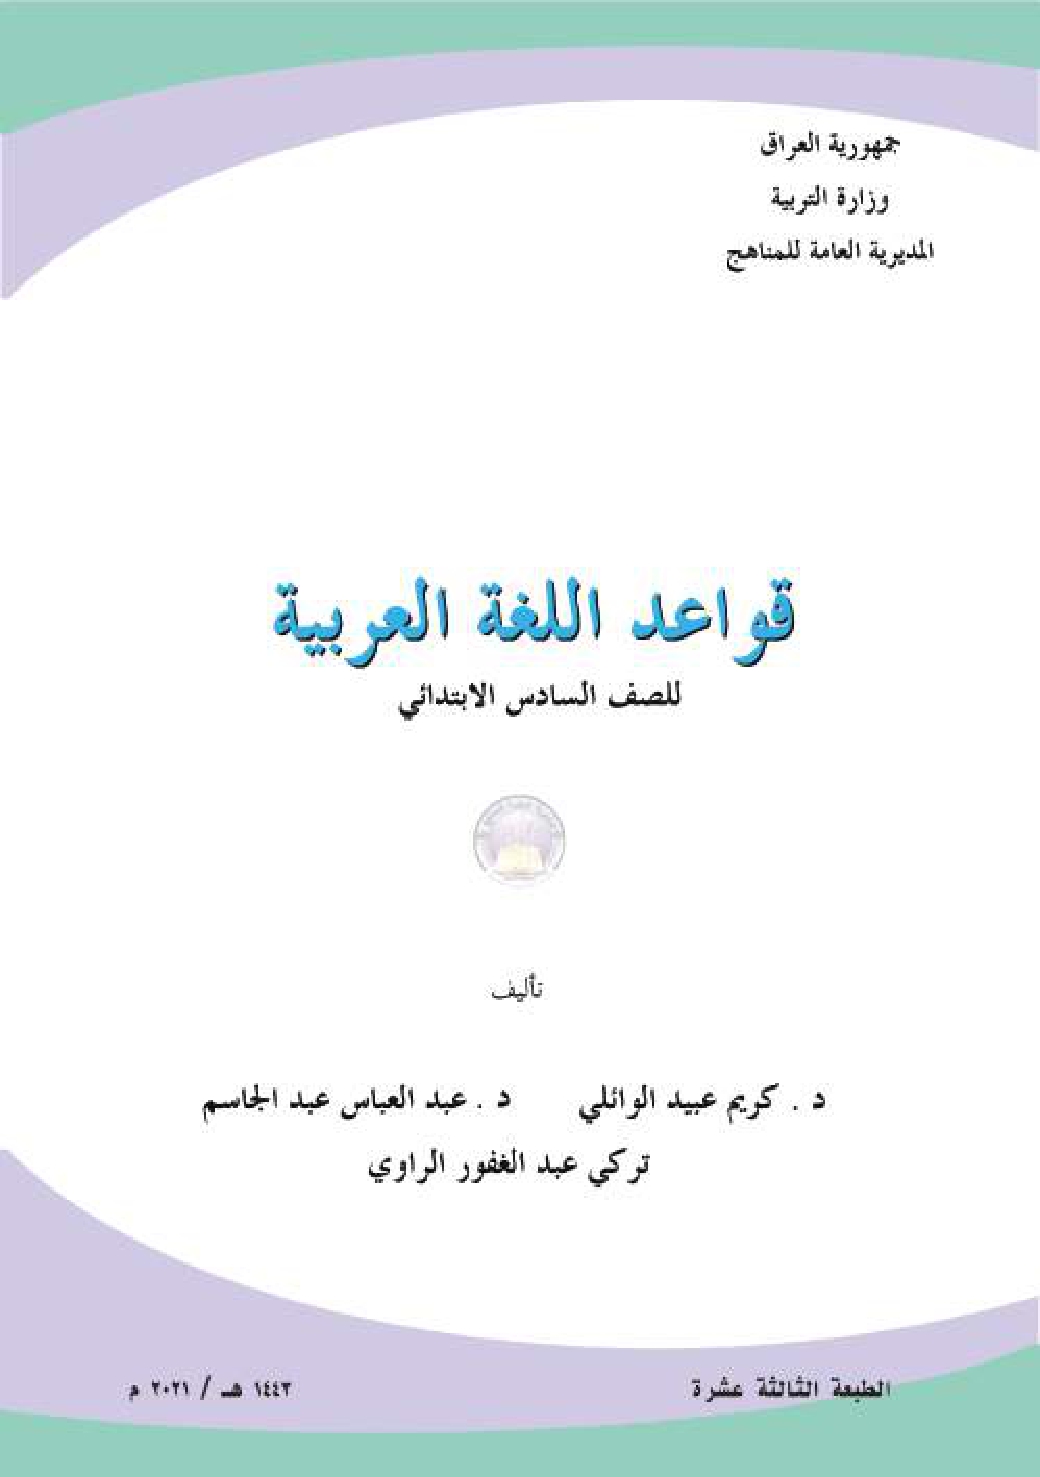 جمهورية العراق
وزارة التربية
المديرية العامة للمناهج
قواعد اللغة العربية
للصف السادس الابتدائي
تأليف
د . كريم عبيد الوائلي د . عبد العباس عبد الجاسم
تركي عبد الغفور الراوي
الطبعة الثالثة عشرة ١٤٤٣ هـ / ٢٠٢١ م